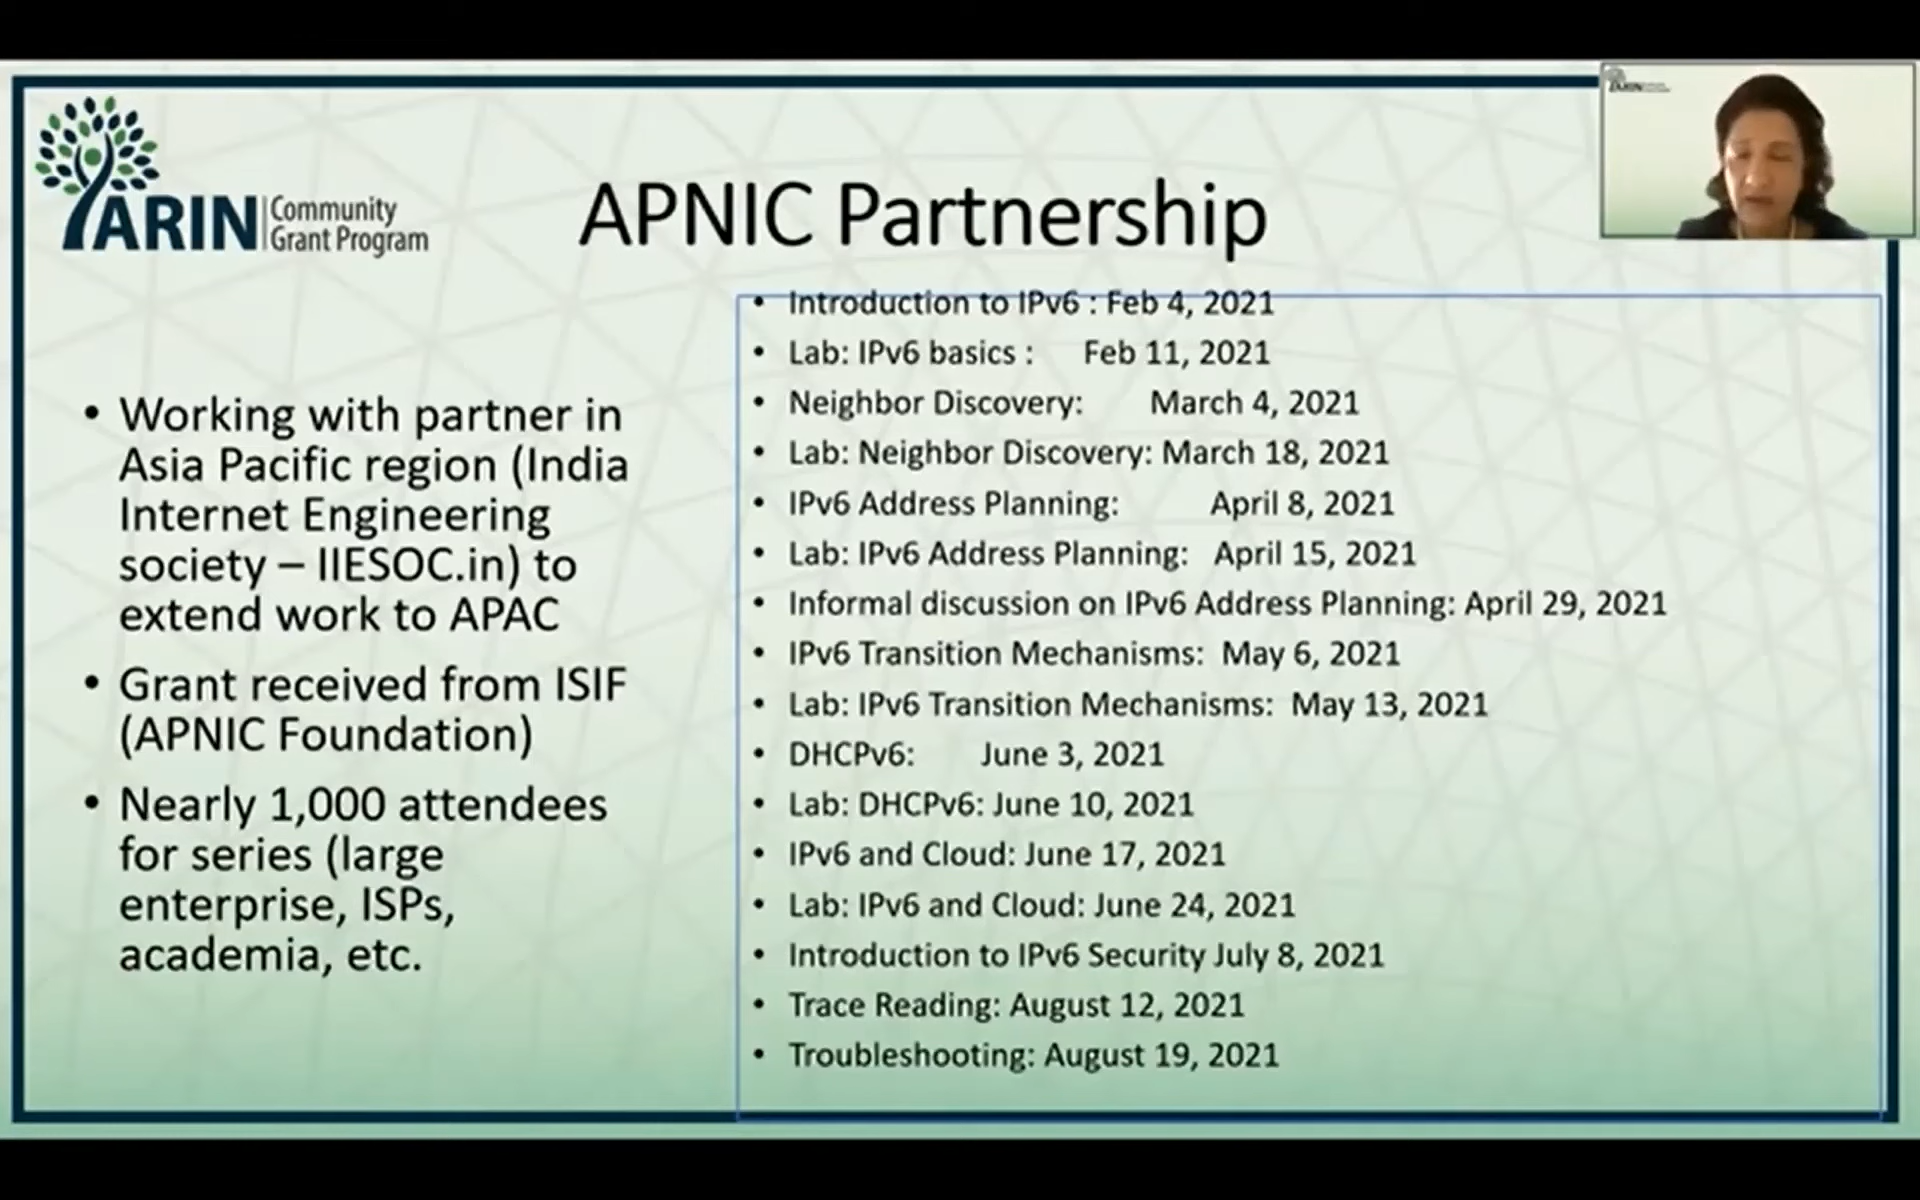 ARIN
Community
Grant Program
APNIC Partnership
ARIN
• Working with partner in
Asia Pacific region (India
Internet Engineering
society – IIESOC.in) to
extend work to APAC
• Grant received from ISIF
(APNIC Foundation)
• Nearly 1,000 attendees
for series (large
enterprise, ISPs,
academia, etc.
• Introduction to IPv6 : Feb 4, 2021
• Lab: IPv6 basics : Feb 11, 2021
• Neighbor Discovery: March 4, 2021
• Lab: Neighbor Discovery: March 18, 2021
• IPv6 Address Planning: April 8, 2021
• Lab: IPv6 Address Planning: April 15, 2021
• Informal discussion on IPv6 Address Planning: April 29, 2021
• IPv6 Transition Mechanisms: May 6, 2021
• Lab: IPv6 Transition Mechanisms: May 13, 2021
• DHCPv6: June 3, 2021
• Lab: DHCPv6: June 10, 2021
• IPv6 and Cloud: June 17, 2021
• Lab: IPv6 and Cloud: June 24, 2021
• Introduction to IPv6 Security July 8, 2021
• Trace Reading: August 12, 2021
• Troubleshooting: August 19, 2021